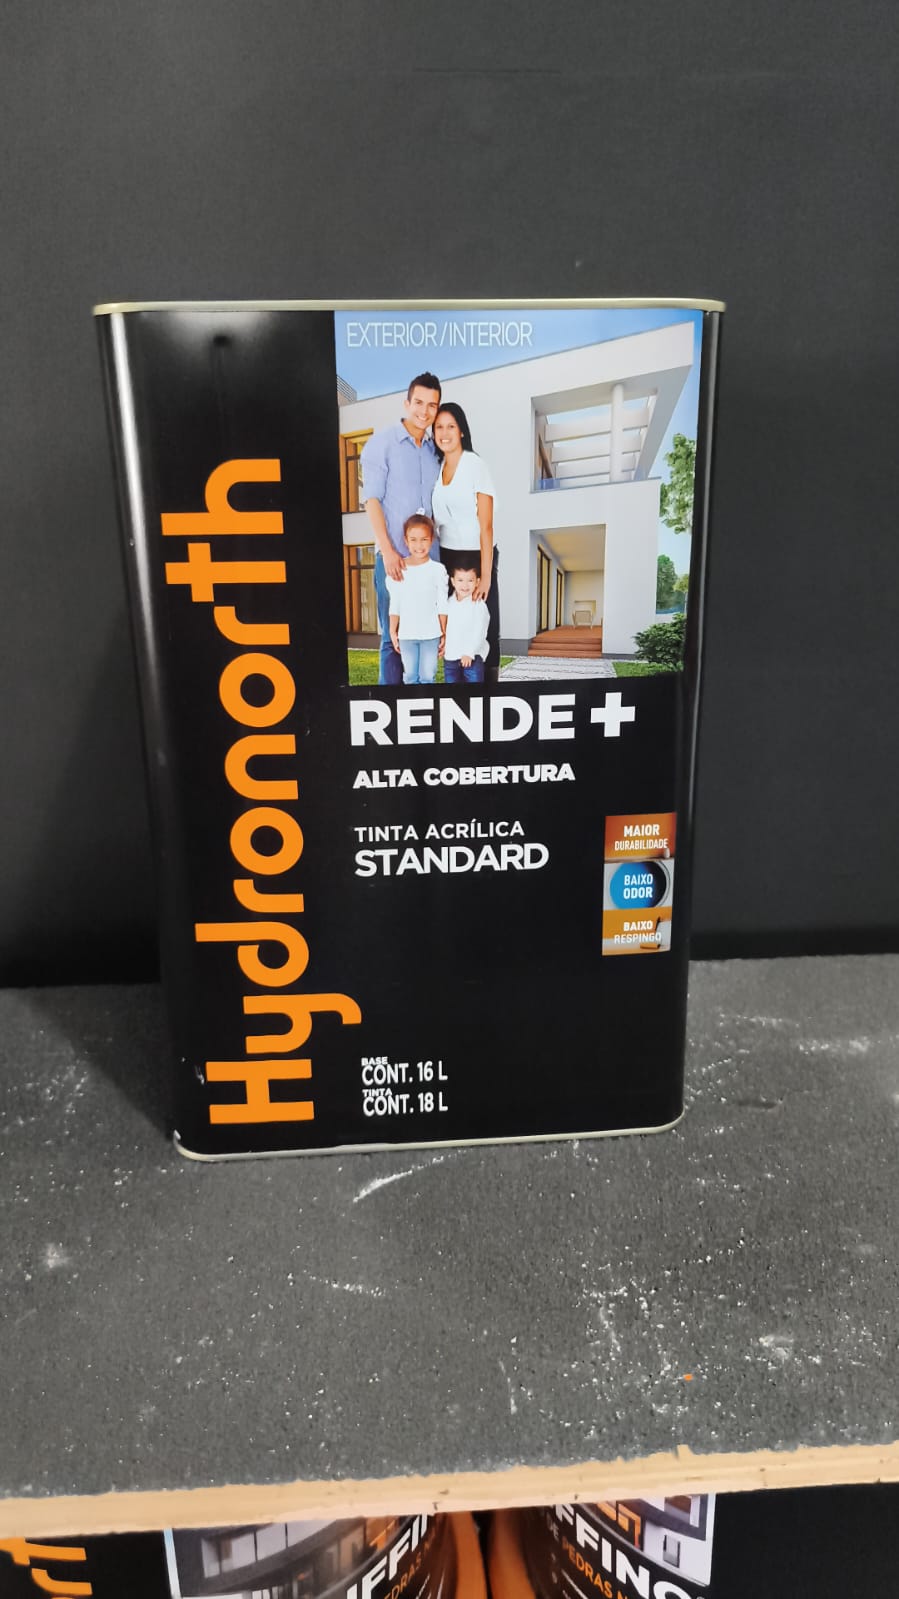 EXTERIOR/INTERIOR
Hydronorth
RENDE +
ALTA COBERTURA
TINTA ACRÍLICA
STANDARD
MAIOR
DURABILIDADE
BAIXO
ODOR
BAIXO
RESPINGO
BASE
CONT. 16 L
TINTA
CONT. 18 L